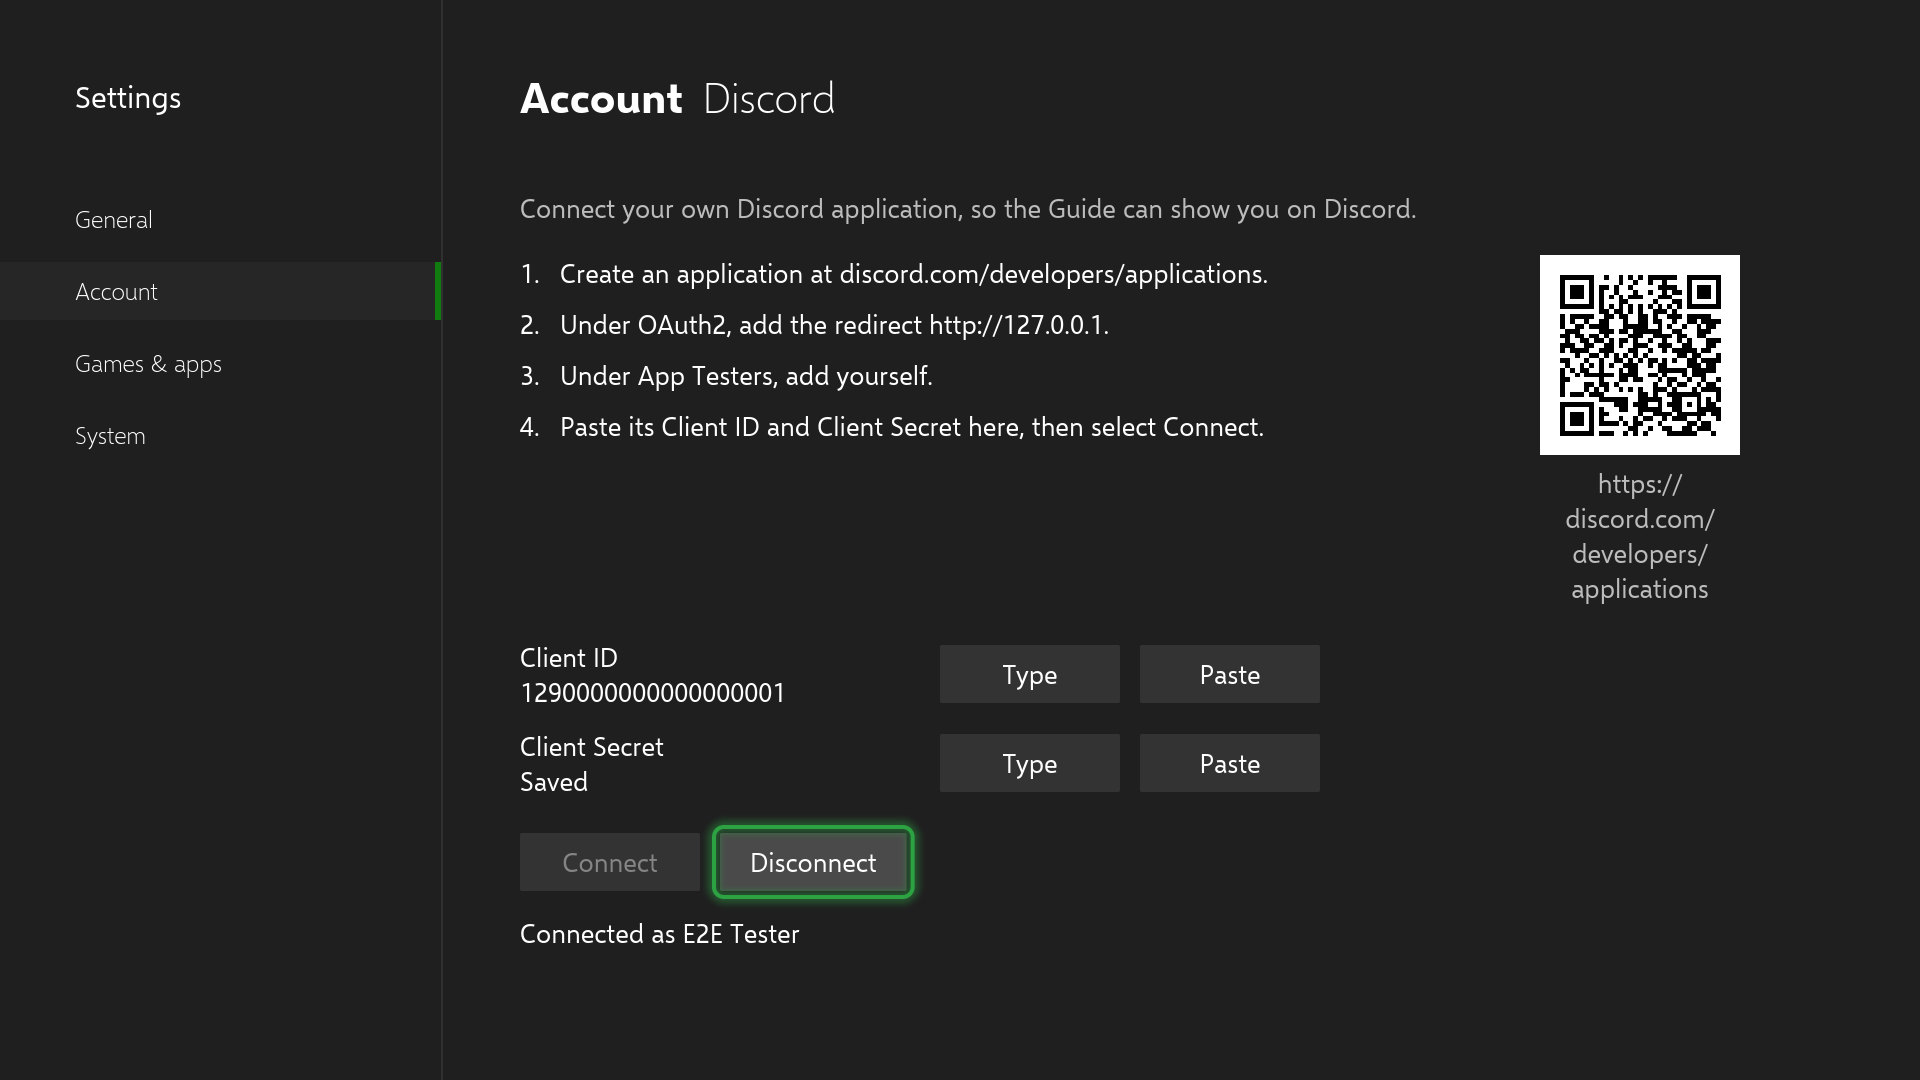 Settings
General
Account
Games & apps
System
Account Discord
Connect your own Discord application, so the Guide can show you on Discord.
1. Create an application at discord.com/developers/applications.
2. Under OAuth2, add the redirect http://127.0.0.1.
3. Under App Testers, add yourself.
4. Paste its Client ID and Client Secret here, then select Connect.
https://
discord.com/
developers/
applications
Client ID
1290000000000000001
Type
Paste
Client Secret
Saved
Type
Paste
Connect
Disconnect
Connected as E2E Tester